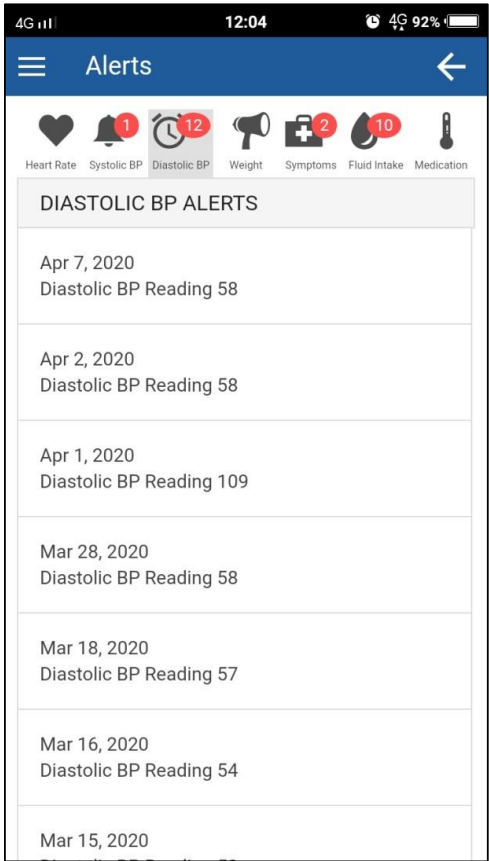 4G 12:04 4G 92%
Alerts
1 12 2 10
Heart Rate Systolic BP Diastolic BP Weight Symptoms Fluid Intake Medication
DIASTOLIC BP ALERTS
Apr 7, 2020
Diastolic BP Reading 58
Apr 2, 2020
Diastolic BP Reading 58
Apr 1, 2020
Diastolic BP Reading 109
Mar 28, 2020
Diastolic BP Reading 58
Mar 18, 2020
Diastolic BP Reading 57
Mar 16, 2020
Diastolic BP Reading 54
Mar 15, 2020